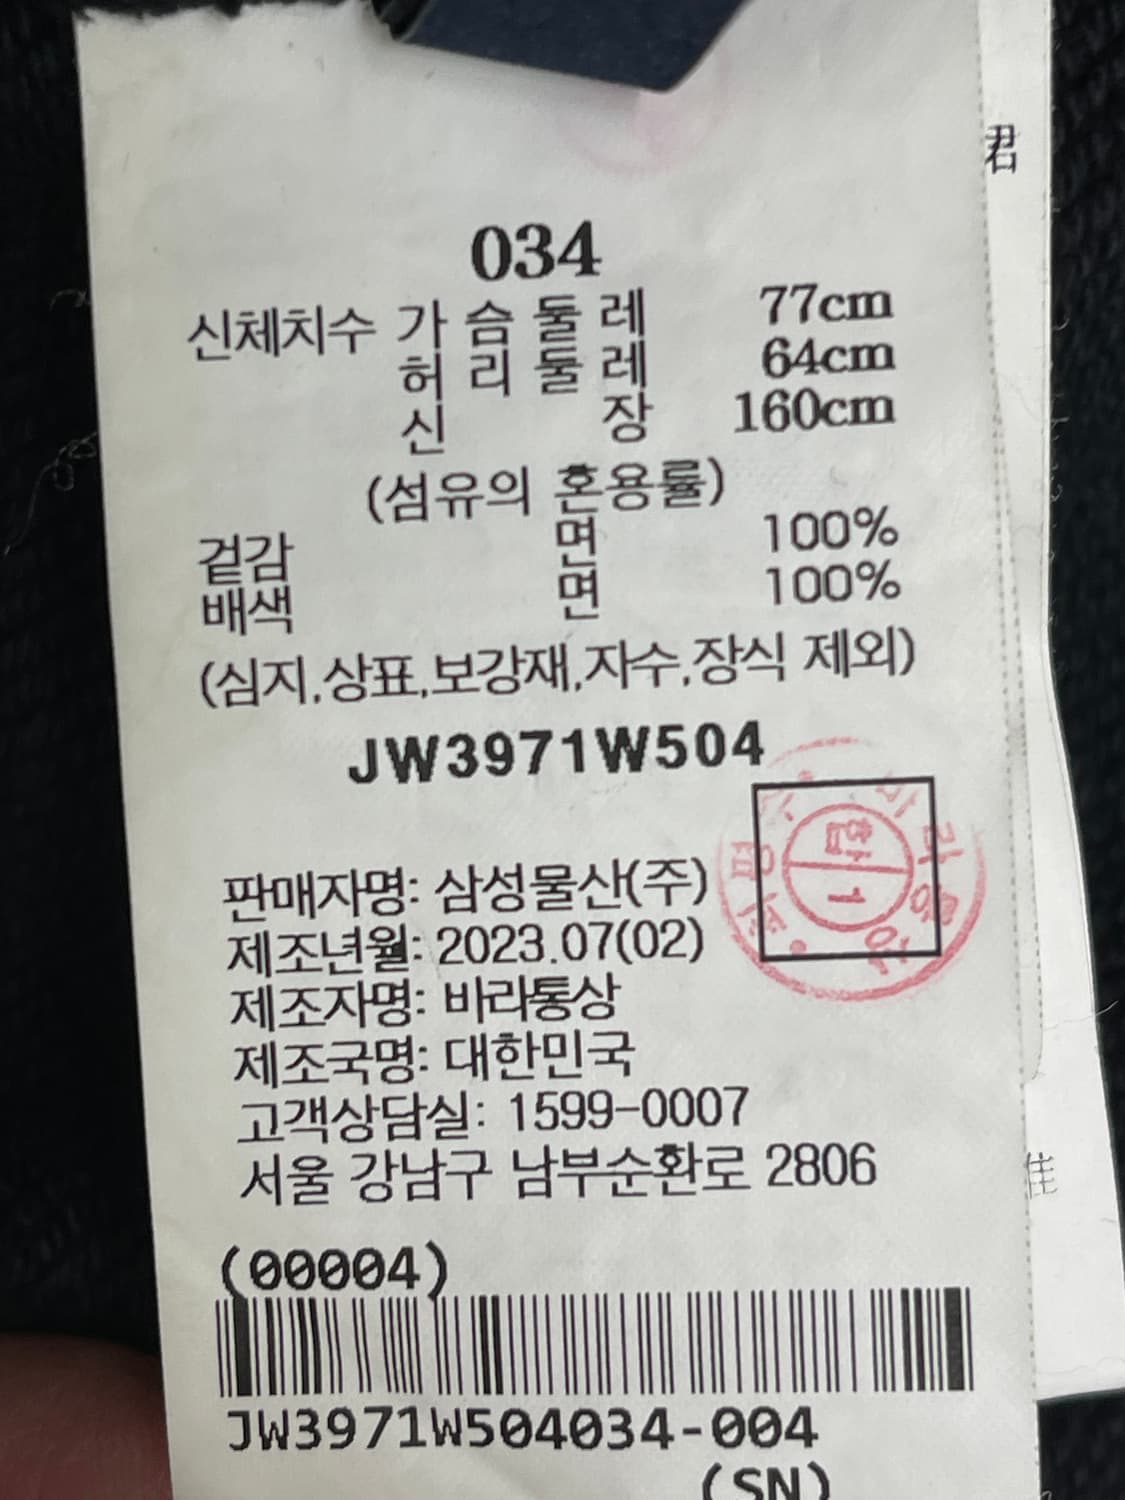 君
034
신체치수 가슴둘레 77cm
허리둘레 64cm
신 장 160cm
(섬유의 혼용률)
겉감 면 100%
배색 면 100%
(심지,상표,보강재,자수,장식 제외)
JW3971W504
합
1
판매자명: 삼성물산(주)
제조년월: 2023.07(02)
제조자명: 바라통상
제조국명: 대한민국
고객상담실: 1599-0007
서울 강남구 남부순환로 2806
佳
(00004)
JW3971W504034-004
(SN)